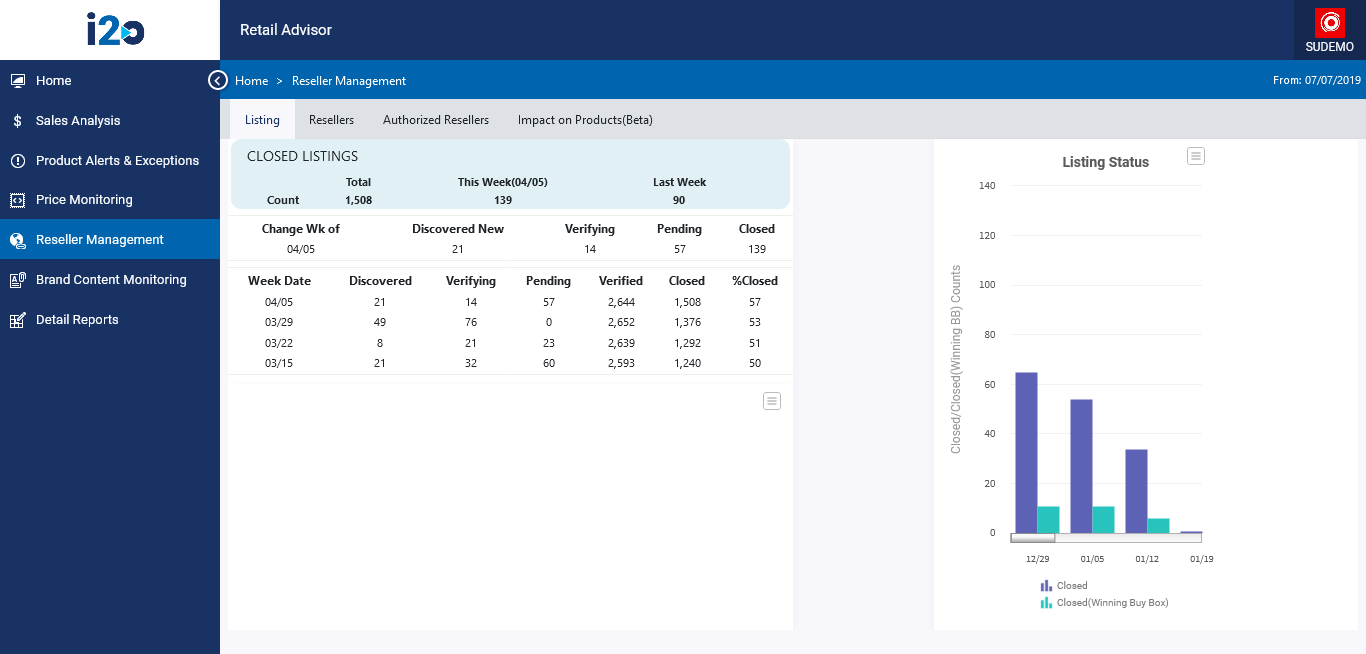 i2o
Retail Advisor
SUDEMO
Home
Sales Analysis
Product Alerts & Exceptions
Price Monitoring
Reseller Management
Brand Content Monitoring
Detail Reports
Home > Reseller Management
From: 07/07/2019
Listing Resellers Authorized Resellers Impact on Products(Beta)
CLOSED LISTINGS
Total This Week(04/05) Last Week
Count 1,508 139 90
Change Wk of Discovered New Verifying Pending Closed
04/05 21 14 57 139
Week Date Discovered Verifying Pending Verified Closed %Closed
04/05 21 14 57 2,644 1,508 57
03/29 49 76 0 2,652 1,376 53
03/22 8 21 23 2,639 1,292 51
03/15 21 32 60 2,593 1,240 50
Listing Status
Closed/Closed(Winning BB) Counts
140
120
100
80
60
40
20
0
12/29 01/05 01/12 01/19
Closed
Closed(Winning Buy Box)